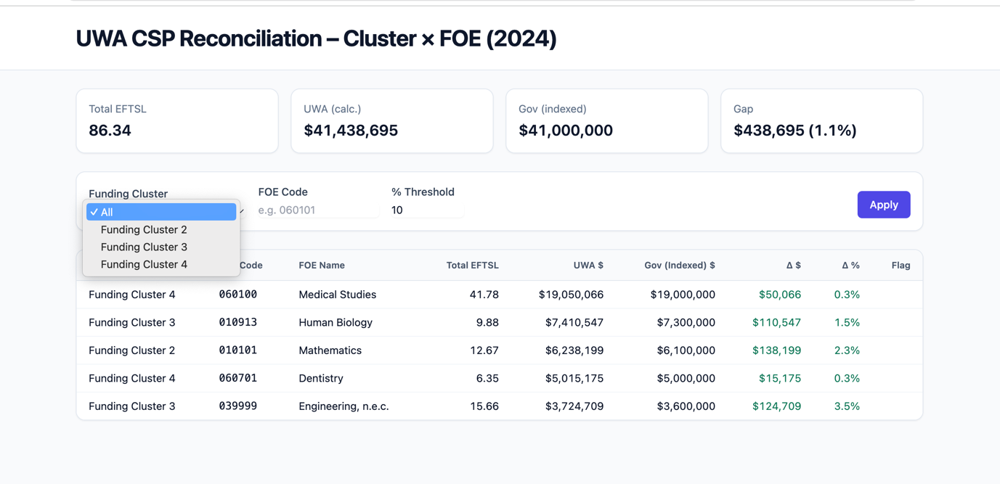 UWA CSP Reconciliation – Cluster × FOE (2024)
Total EFTSL
86.34
UWA (calc.)
$41,438,695
Gov (indexed)
$41,000,000
Gap
$438,695 (1.1%)
Funding Cluster
✓ All
Funding Cluster 2
Funding Cluster 3
Funding Cluster 4
FOE Code
e.g. 060101
% Threshold
10
Apply
Code FOE Name Total EFTSL UWA $ Gov (Indexed) $ Δ $ Δ % Flag
Funding Cluster 4 060100 Medical Studies 41.78 $19,050,066 $19,000,000 $50,066 0.3%
Funding Cluster 3 010913 Human Biology 9.88 $7,410,547 $7,300,000 $110,547 1.5%
Funding Cluster 2 010101 Mathematics 12.67 $6,238,199 $6,100,000 $138,199 2.3%
Funding Cluster 4 060701 Dentistry 6.35 $5,015,175 $5,000,000 $15,175 0.3%
Funding Cluster 3 039999 Engineering, n.e.c. 15.66 $3,724,709 $3,600,000 $124,709 3.5%